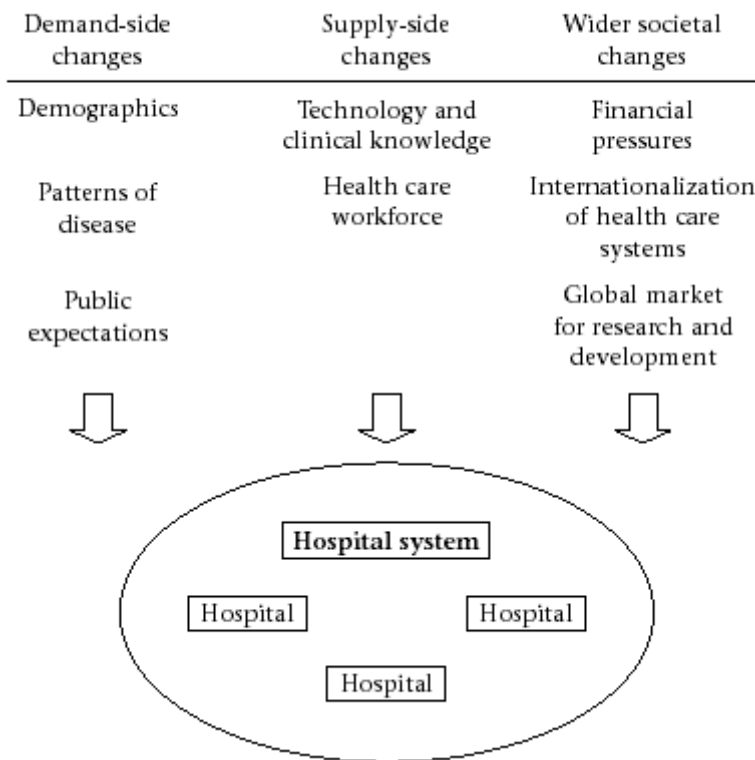 Demand-side
changes
Supply-side
changes
Wider societal
changes
Demographics
Technology and
clinical knowledge
Financial
pressures
Patterns of
disease
Health care
workforce
Internationalization
of health care
systems
Public
expectations
Global market
for research and
development
Hospital system
Hospital
Hospital
Hospital